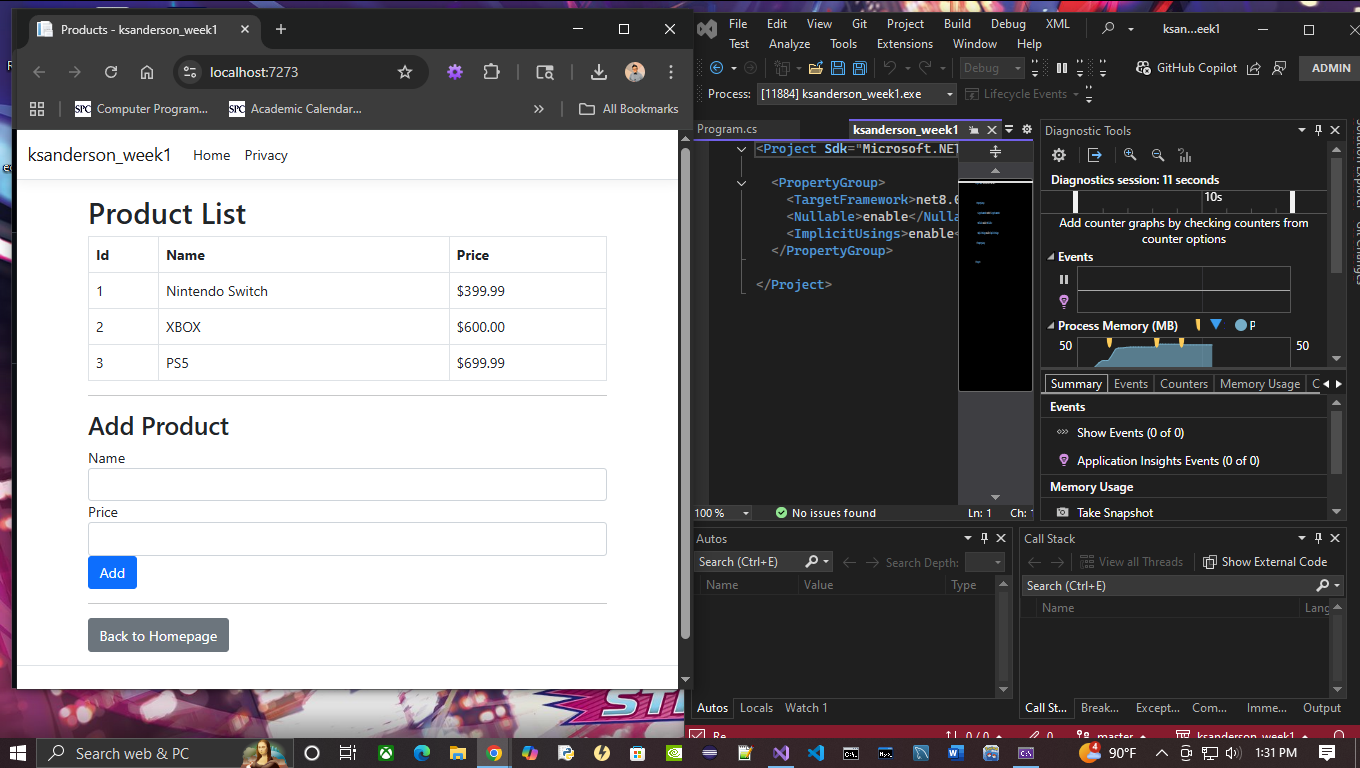 Products - ksanderson_week1
localhost:7273
SPC Computer Program...
SPC Academic Calendar...
» All Bookmarks
ksanderson_week1 Home Privacy
Product List
Id Name Price
1 Nintendo Switch $399.99
2 XBOX $600.00
3 PS5 $699.99
Add Product
Name
Price
Add
Back to Homepage
File Edit View Git Project Build Debug XML
Test Analyze Tools Extensions Window Help
ksan...eek1
Debug
GitHub Copilot
ADMIN
Process: [11884] ksanderson_week1.exe
Lifecycle Events
Program.cs
ksanderson_week1
<Project Sdk="Microsoft.NET
<PropertyGroup>
<TargetFramework>net8.0
<Nullable>enable</Nulla
<ImplicitUsings>enable<
</PropertyGroup>
</Project>
100 %
No issues found
Ln: 1 Ch: 1
Diagnostic Tools
Diagnostics session: 11 seconds
10s
Add counter graphs by checking counters from
counter options
Events
Process Memory (MB) P
50 50
Summary Events Counters Memory Usage C
Events
Show Events (0 of 0)
Application Insights Events (0 of 0)
Memory Usage
Take Snapshot
Autos
Search (Ctrl+E) Search Depth:
Name Value Type
Autos Locals Watch 1
Call Stack
View all Threads Show External Code
Search (Ctrl+E)
Name Lang
Call St... Break... Except... Com... Imme... Output
Re 0 / 0 0 master ksanderson_week1
Search web & PC
4 90°F
1:31 PM